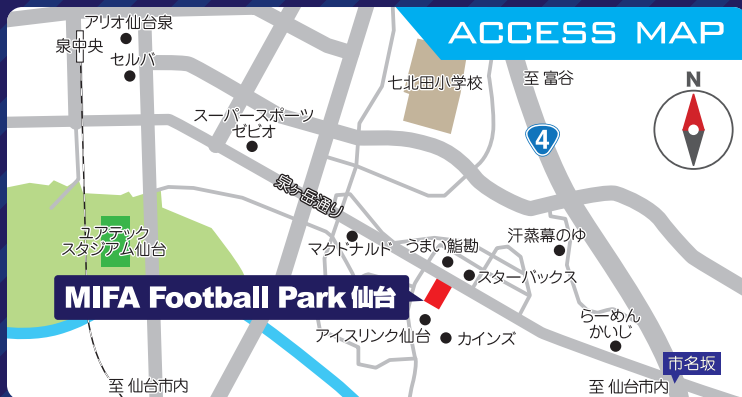 ACCESS MAP
アリオ仙台泉
泉中央
セルバ
七北田小学校
至 富谷
N
スーパースポーツ
ゼビオ
4
泉ヶ岳通り
ユアテック
スタジアム仙台
マクドナルド
うまい鮨勘
汗蒸幕のゆ
スターバックス
MIFA Football Park 仙台
アイスリンク仙台
カインズ
らーめん
かいじ
市名坂
至 仙台市内
至 仙台市内